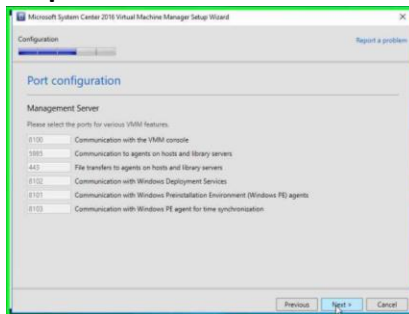 Microsoft System Center 2016 Virtual Machine Manager Setup Wizard
Configuration
Report a problem
Port configuration
Management Server
Please select the ports for various VMM features.
8100 Communication with the VMM console
5985 Communication to agents on hosts and library servers
443 File transfers to agents on hosts and library servers
8102 Communication with Windows Deployment Services
8101 Communication with Windows Preinstallation Environment (Windows PE) agents
8103 Communication with Windows PE agent for time synchronization
Previous Next > Cancel